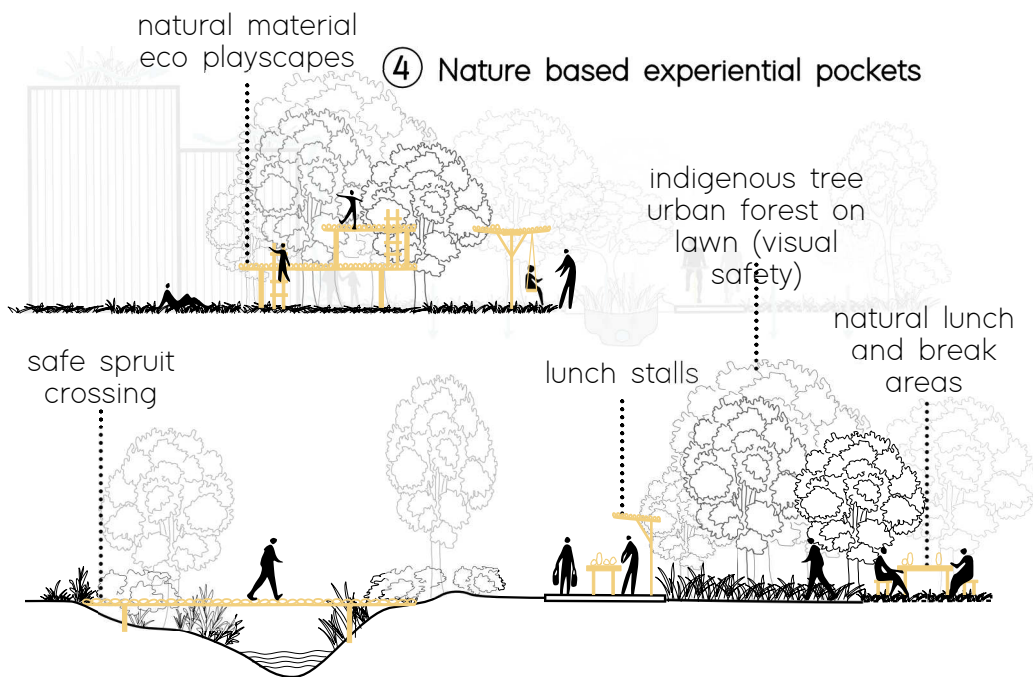 natural material
eco playscapes
④ Nature based experiential pockets
indigenous tree
urban forest on
lawn (visual
safety)
natural lunch
and break
areas
safe spruit
crossing
lunch stalls